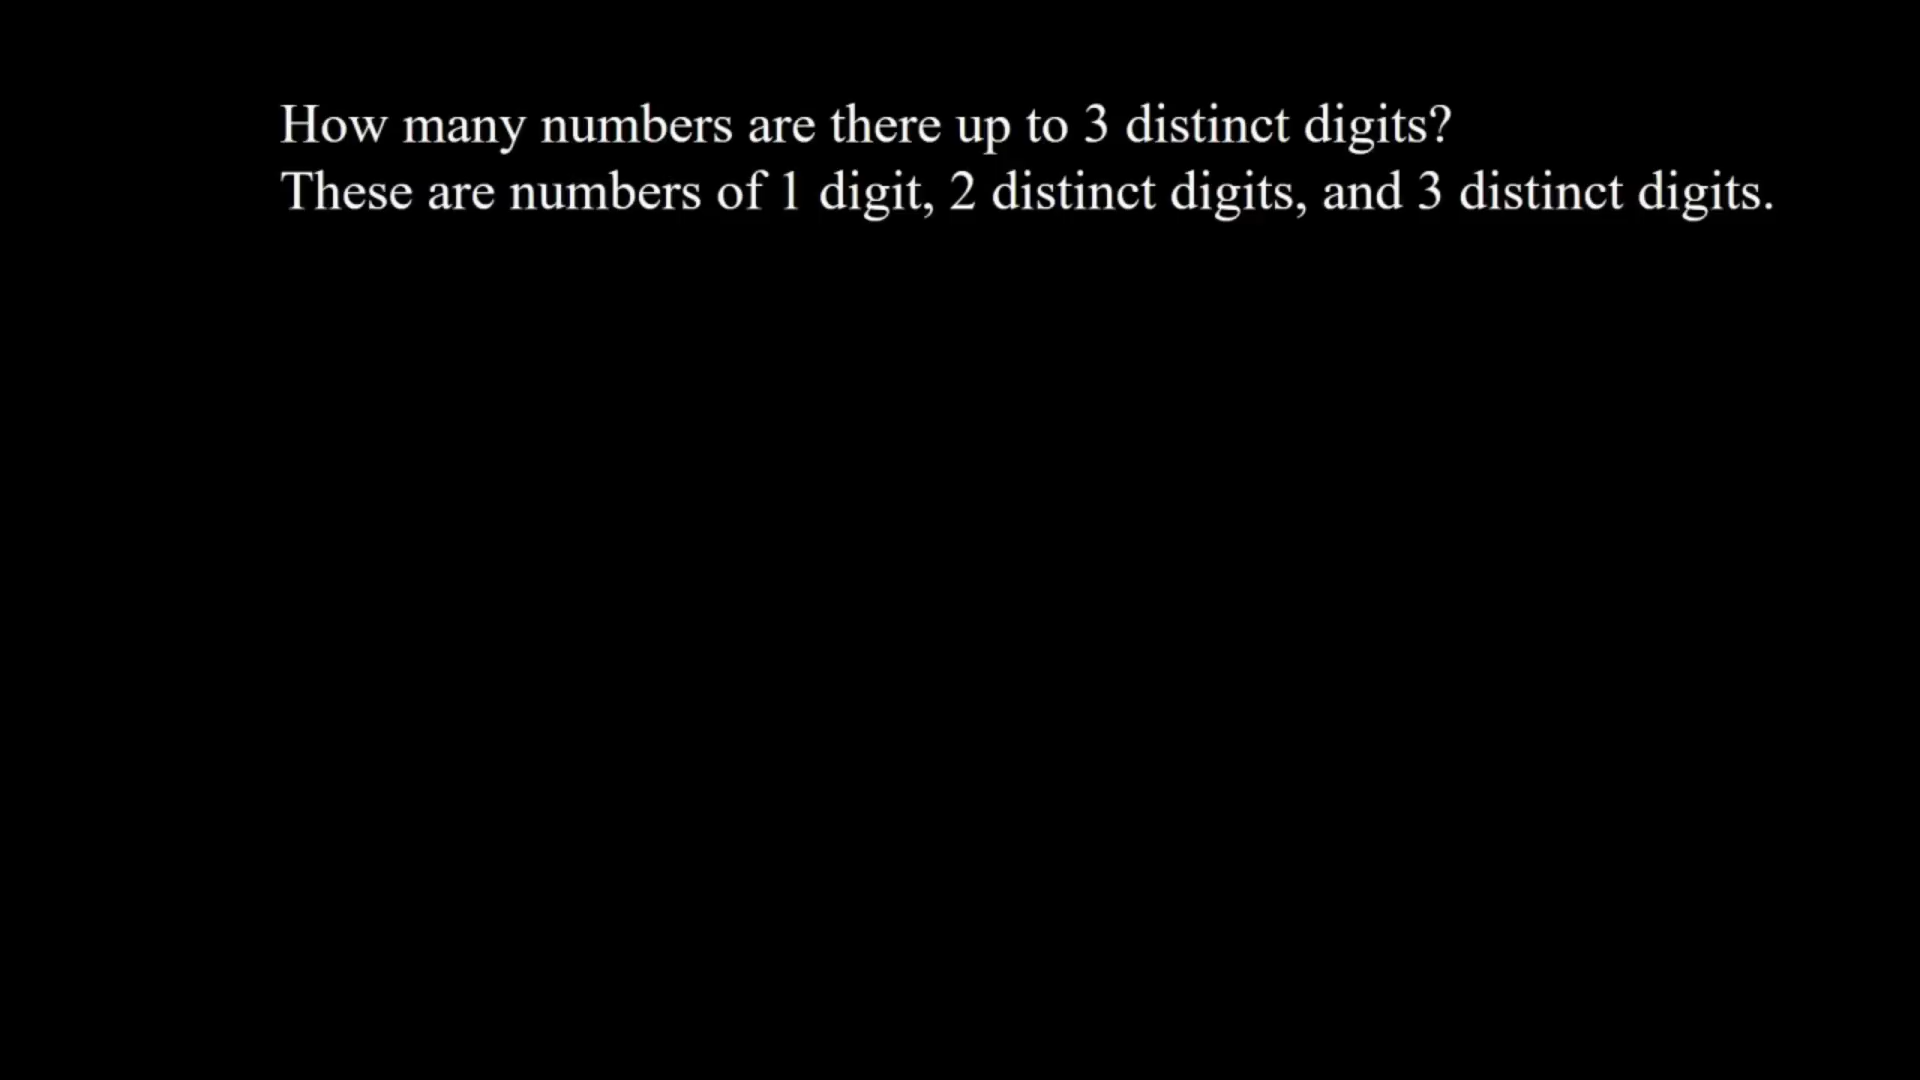 How many numbers are there up to 3 distinct digits?
These are numbers of 1 digit, 2 distinct digits, and 3 distinct digits.